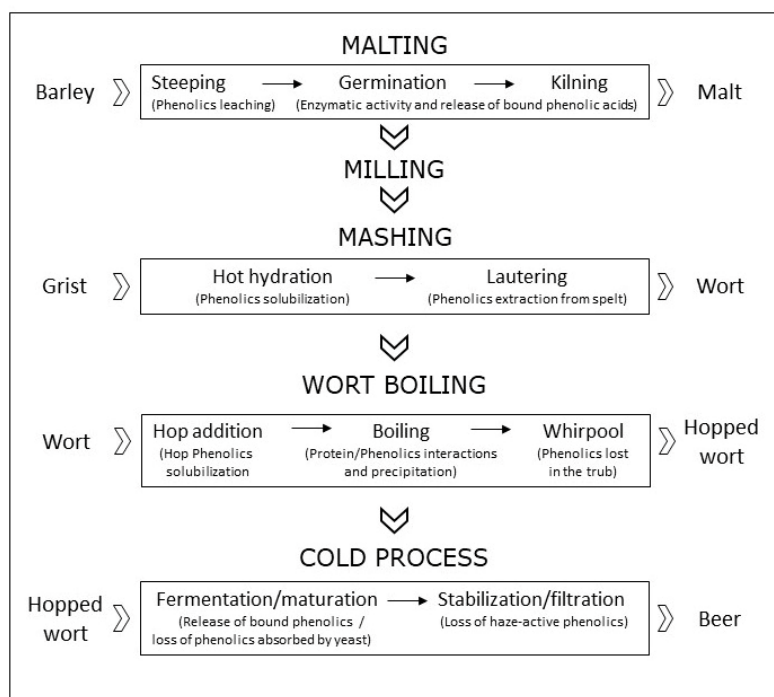 MALTING
Barley
Steeping Germination Kilning
(Phenolics leaching) (Enzymatic activity and release of bound phenolic acids)
Malt
MILLING
MASHING
Grist
Hot hydration Lautering
(Phenolics solubilization) (Phenolics extraction from spelt)
Wort
WORT BOILING
Wort
Hop addition Boiling Whirpool
(Hop Phenolics (Protein/Phenolics interactions (Phenolics lost
solubilization and precipitation) in the trub)
Hopped
wort
COLD PROCESS
Hopped
wort
Fermentation/maturation Stabilization/filtration
(Release of bound phenolics / (Loss of haze-active phenolics)
loss of phenolics absorbed by yeast)
Beer